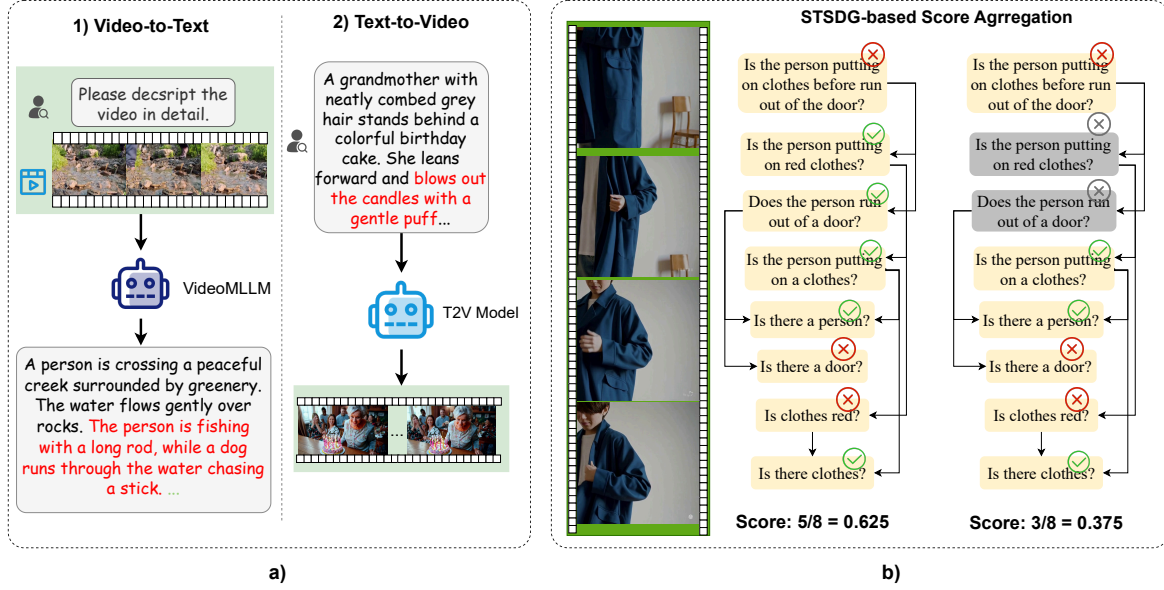 1) Video-to-Text
Please decsript the
video in detail.
VideoMLLM
A person is crossing a peaceful
creek surrounded by greenery.
The water flows gently over
rocks. The person is fishing
with a long rod, while a dog
runs through the water chasing
a stick. ...
2) Text-to-Video
A grandmother with
neatly combed grey
hair stands behind a
colorful birthday
cake. She leans
forward and blows out
the candles with a
gentle puff...
T2V Model
...
a)
STSDG-based Score Agrregation
Is the person putting
on clothes before run
out of the door?
Is the person putting
on red clothes?
Does the person run
out of a door?
Is the person putting
on a clothes?
Is there a person?
Is there a door?
Is clothes red?
Is there clothes?
Score: 5/8 = 0.625
Is the person putting
on clothes before run
out of the door?
Is the person putting
on red clothes?
Does the person run
out of a door?
Is the person putting
on a clothes?
Is there a person?
Is there a door?
Is clothes red?
Is there clothes?
Score: 3/8 = 0.375
b)